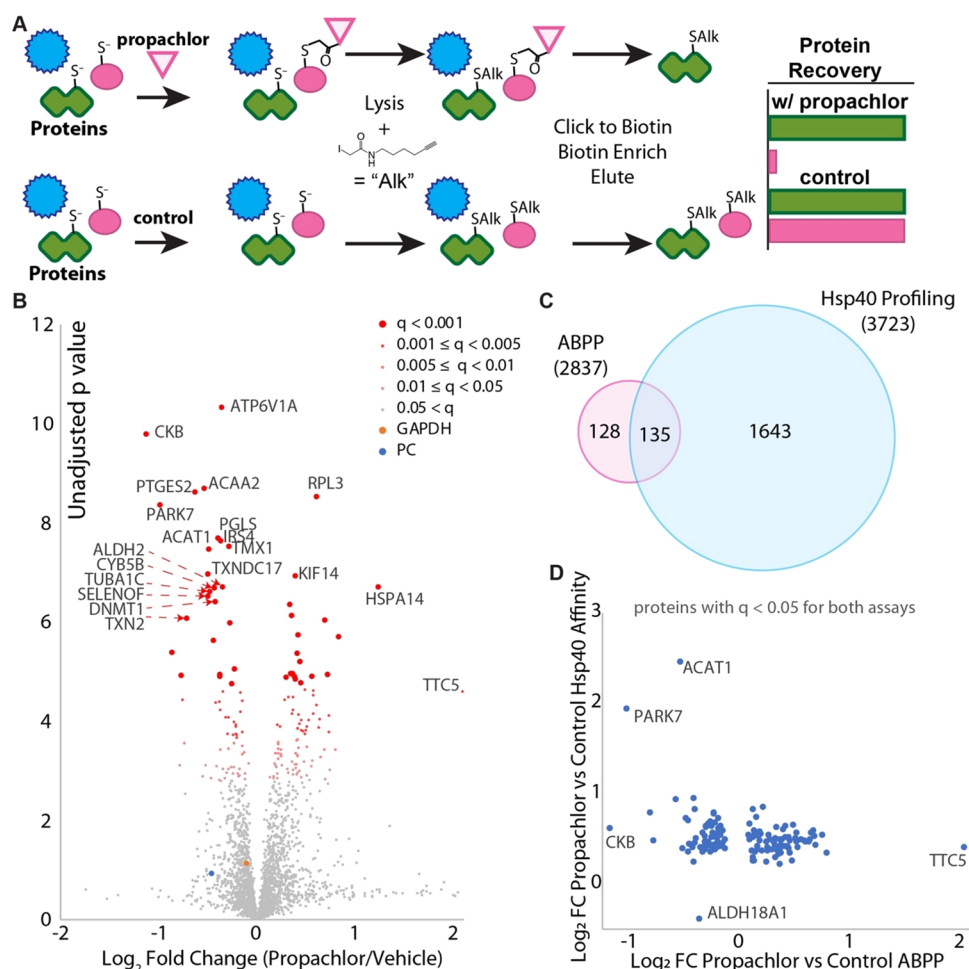 A
propachlor
S⁻
S⁻
Proteins
S
O
S⁻
Lysis
+
I
O
N
H
= "Alk"
SAlk
S
O
Click to Biotin
Biotin Enrich
Elute
SAlk
Protein
Recovery
w/ propachlor
control
S⁻
S⁻
Proteins
control
S⁻
S⁻
SAlk
SAlk
SAlk
SAlk
B
Unadjusted p value
12
10
8
6
4
2
0
-2
-1
0
1
2
Log₂ Fold Change (Propachlor/Vehicle)
q < 0.001
0.001 ≤ q < 0.005
0.005 ≤ q < 0.01
0.01 ≤ q < 0.05
0.05 < q
GAPDH
PC
ATP6V1A
CKB
PTGES2
ACAA2
RPL3
PARK7
PGLS
ACAT1
IRS4
TMX1
ALDH2
CYB5B
TXNDC17
KIF14
TUBA1C
SELENOF
HSPA14
DNMT1
TXN2
TTC5
C
ABPP
(2837)
Hsp40 Profiling
(3723)
128
135
1643
D
proteins with q < 0.05 for both assays
Log₂ FC Propachlor vs Control Hsp40 Affinity
3
2
1
0
ACAT1
PARK7
CKB
TTC5
ALDH18A1
-1
0
1
2
Log₂ FC Propachlor vs Control ABPP